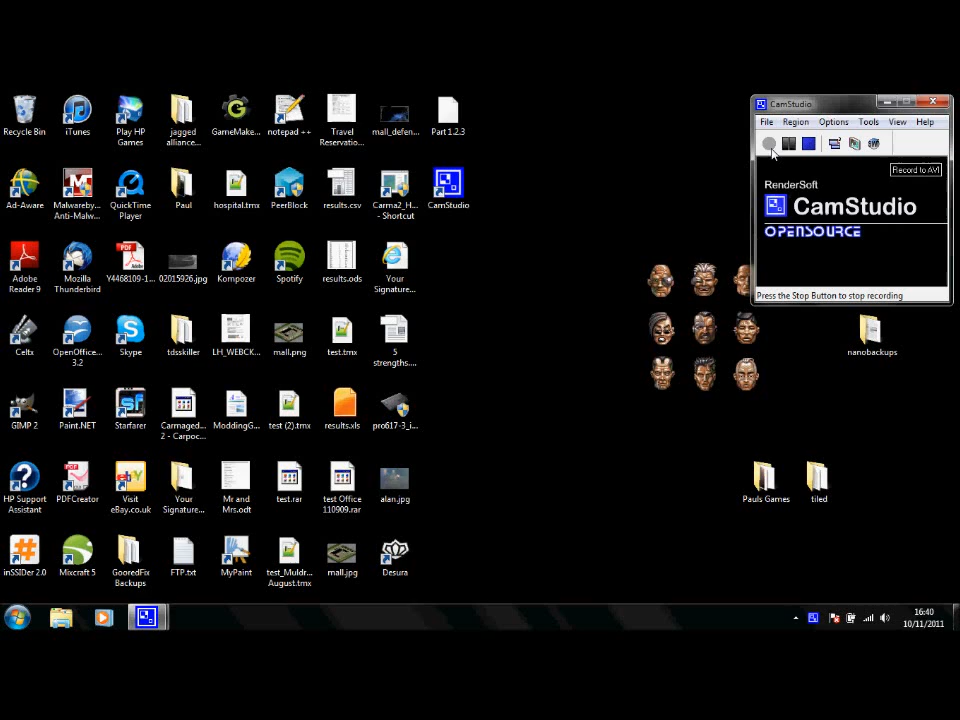 CamStudio
File Region Options Tools View Help
Record to AVI
RenderSoft
CamStudio
OPENSOURCE
Press the Stop Button to stop recording
Recycle Bin
iTunes
Play HP
Games
jagged
alliance...
GameMake...
notepad ++
Travel
Reservatio...
mall_defen...
Part 1.2.3
Ad-Aware
Malwareby...
Anti-Malw...
QuickTime
Player
Paul
hospital.tmx
PeerBlock
results.csv
Carma2_H...
- Shortcut
CamStudio
Adobe
Reader 9
Mozilla
Thunderbird
Y4468109-1...
02015926.jpg
Kompozer
Spotify
results.ods
Your
Signature...
Celtx
OpenOffice...
3.2
Skype
tdsskiller
LH_WEBCK...
mall.png
test.tmx
5
strengths....
nanobackups
GIMP 2
Paint.NET
Starfarer
Carmaged...
2 - Carpoc...
ModdingG...
test (2).tmx
results.xls
pro617-3_i...
HP Support
Assistant
PDFCreator
Visit
eBay.co.uk
Your
Signature...
Mr and
Mrs.odt
test.rar
test Office
110909.rar
alan.jpg
Pauls Games
tiled
inSSIDer 2.0
Mixcraft 5
GooredFix
Backups
FTP.txt
MyPaint
test_Muldr...
August.tmx
mall.jpg
Desura
16:40
10/11/2011